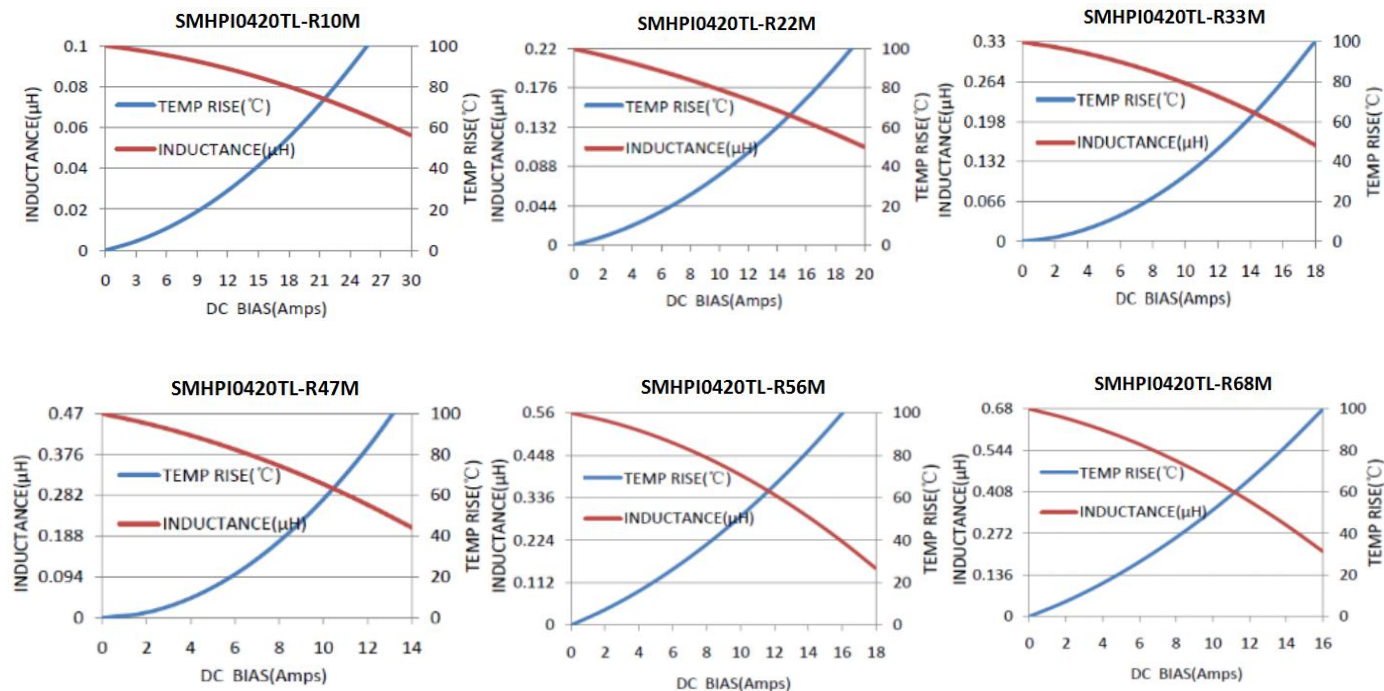 SMHPI0420TL-R10M
INDUCTANCE(µH)
0.1
0.08
0.06
0.04
0.02
0
TEMP RISE(℃)
INDUCTANCE(µH)
100
80
60
40
20
0
TEMP RISE(℃)
0 3 6 9 12 15 18 21 24 27 30
DC BIAS(Amps)
SMHPI0420TL-R22M
INDUCTANCE(µH)
0.22
0.176
0.132
0.088
0.044
0
TEMP RISE(℃)
INDUCTANCE(µH)
100
80
60
40
20
0
TEMP RISE(℃)
0 2 4 6 8 10 12 14 16 18 20
DC BIAS(Amps)
SMHPI0420TL-R33M
INDUCTANCE(µH)
0.33
0.264
0.198
0.132
0.066
0
TEMP RISE(℃)
INDUCTANCE(µH)
100
80
60
40
20
0
TEMP RISE(℃)
0 2 4 6 8 10 12 14 16 18
DC BIAS(Amps)
SMHPI0420TL-R47M
INDUCTANCE(µH)
0.47
0.376
0.282
0.188
0.094
0
TEMP RISE(℃)
INDUCTANCE(µH)
100
80
60
40
20
0
TEMP RISE(℃)
0 2 4 6 8 10 12 14
DC BIAS(Amps)
SMHPI0420TL-R56M
INDUCTANCE(µH)
0.56
0.448
0.336
0.224
0.112
0
TEMP RISE(℃)
INDUCTANCE(µH)
100
80
60
40
20
0
TEMP RISE(℃)
0 2 4 6 8 10 12 14 16 18
DC BIAS(Amps)
SMHPI0420TL-R68M
INDUCTANCE(µH)
0.68
0.544
0.408
0.272
0.136
0
TEMP RISE(℃)
INDUCTANCE(µH)
100
80
60
40
20
0
TEMP RISE(℃)
0 2 4 6 8 10 12 14 16
DC BIAS(Amps)